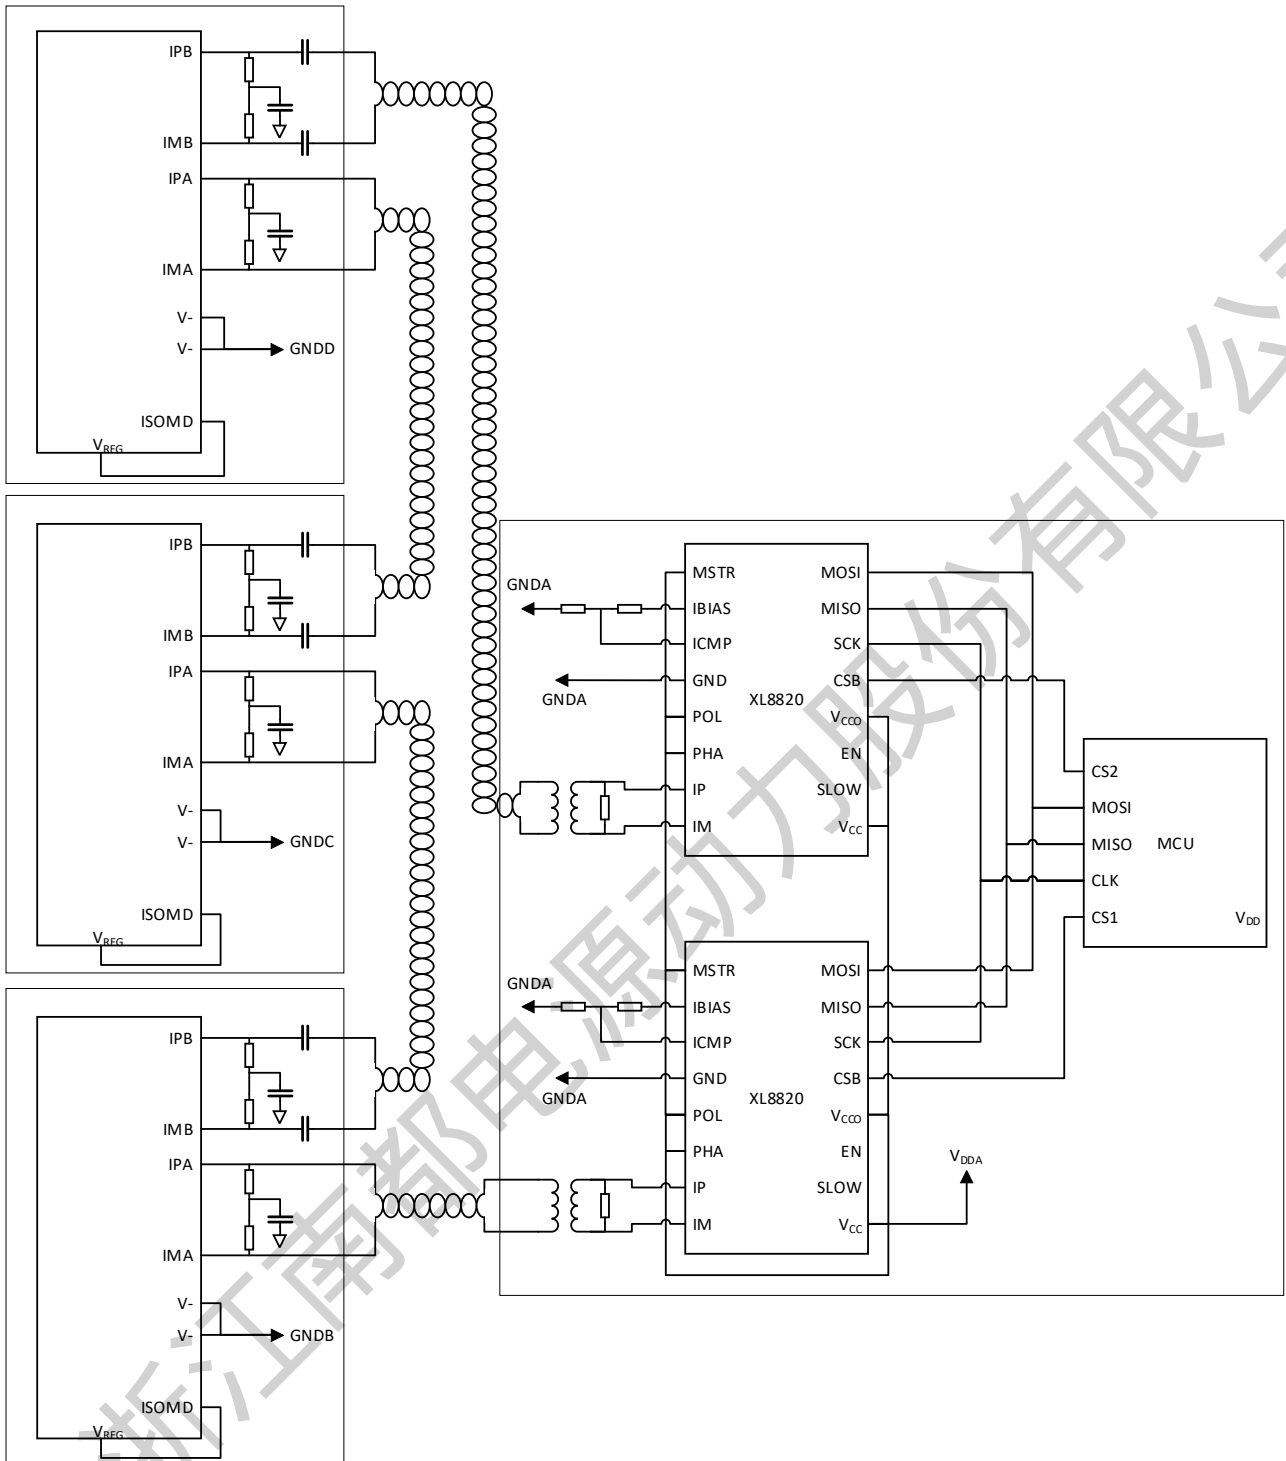 IPB
IMB
IPA
IMA
V-
V-
GNDD
ISOMD
VREG
IPB
IMB
IPA
IMA
V-
V-
GNDC
ISOMD
VREG
IPB
IMB
IPA
IMA
V-
V-
GNDB
ISOMD
VREG
GNDA
GNDA
MSTR
IBIAS
ICMP
GND
POL
PHA
IP
IM
XL8820
MOSI
MISO
SCK
CSB
VCCO
EN
SLOW
VCC
GNDA
GNDA
MSTR
IBIAS
ICMP
GND
POL
PHA
IP
IM
XL8820
MOSI
MISO
SCK
CSB
VCCO
EN
SLOW
VCC
VDDA
CS2
MOSI
MISO
CLK
CS1
MCU
VDD
浙江南都电源动力股份有限公司